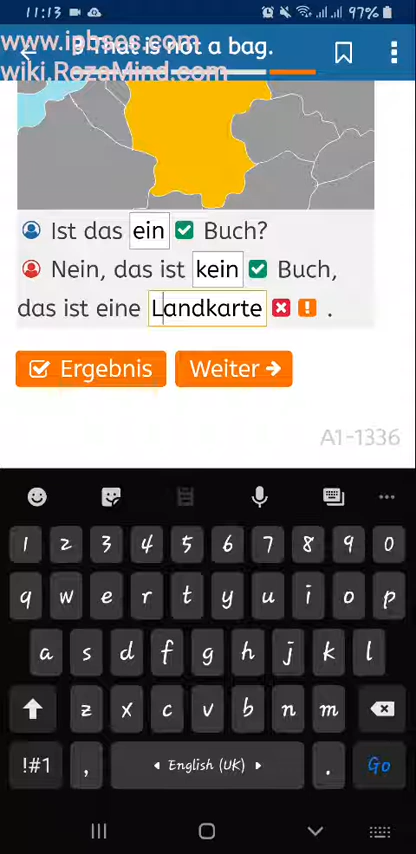 11:13 97%
www.ipbses.com
wiki.RozaMind.com
That is not a bag.
Ist das ein Buch?
Nein, das ist kein Buch,
das ist eine Landkarte .
Ergebnis Weiter
A1-1336
1 2 3 4 5 6 7 8 9 0
q w e r t y u i o p
a s d f g h j k l
z x c v b n m
!#1 , English (UK) . Go